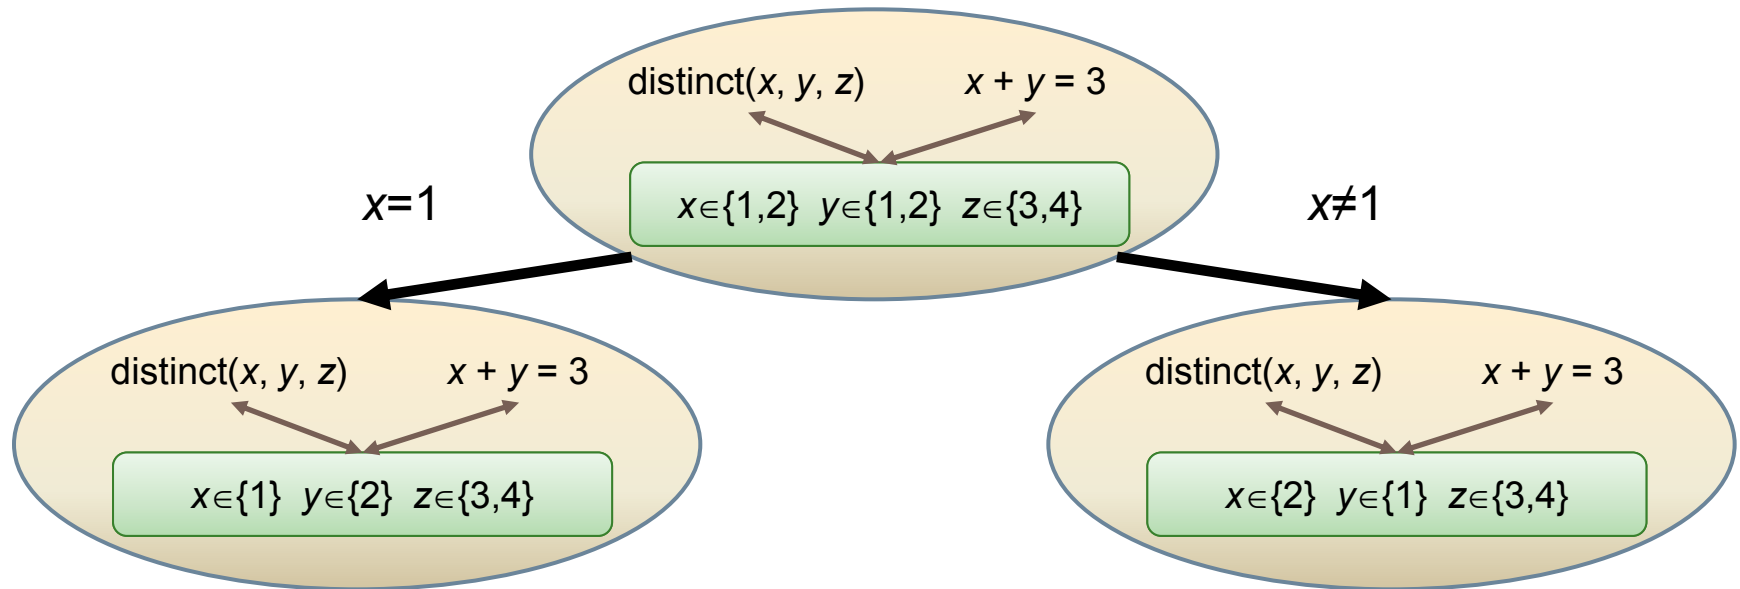 distinct(x, y, z) x + y = 3
x∈{1,2} y∈{1,2} z∈{3,4}
x=1
x≠1
distinct(x, y, z) x + y = 3
x∈{1} y∈{2} z∈{3,4}
distinct(x, y, z) x + y = 3
x∈{2} y∈{1} z∈{3,4}